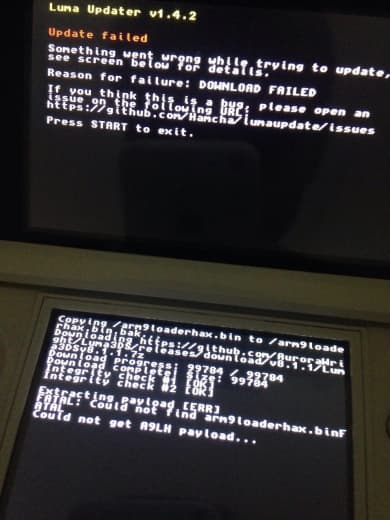 Luma Updater v1.4.2
Update failed
Something went wrong while trying to update,
see screen below for details.
Reason for failure: DOWNLOAD FAILED
If you think this is a bug, please open an
issue on the following URL:
https://github.com/Hamcha/lumaupdate/issues
Press START to exit.
Copying /arm9loaderhax.bin to /arm9loade
rhax.bin.bak...
Downloading https://github.com/AuroraWri
ght/Luma3DS/releases/download/v8.1.1/Lum
a3DSv8.1.1.7z
Download progress: 99784 / 99784
Download complete! Size: 99784
Integrity check #1 [OK]
Integrity check #2 [OK]
Extracting payload [ERR]
FATAL: Could not find arm9loaderhax.binF
ATAL
Could not get A9LH payload...